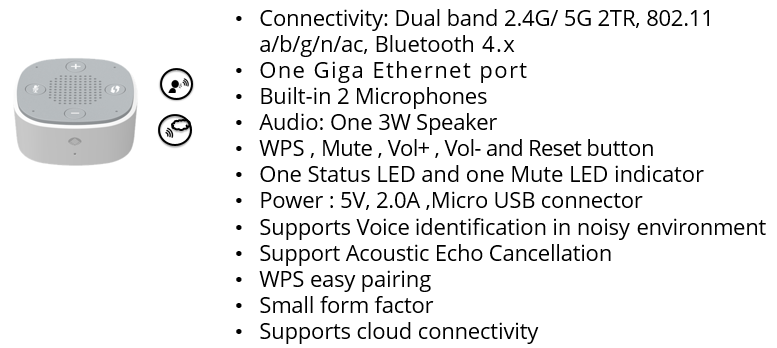 • Connectivity: Dual band 2.4G/ 5G 2TR, 802.11
a/b/g/n/ac, Bluetooth 4.x
• One Giga Ethernet port
• Built-in 2 Microphones
• Audio: One 3W Speaker
• WPS , Mute , Vol+ , Vol- and Reset button
• One Status LED and one Mute LED indicator
• Power : 5V, 2.0A ,Micro USB connector
• Supports Voice identification in noisy environment
• Support Acoustic Echo Cancellation
• WPS easy pairing
• Small form factor
• Supports cloud connectivity